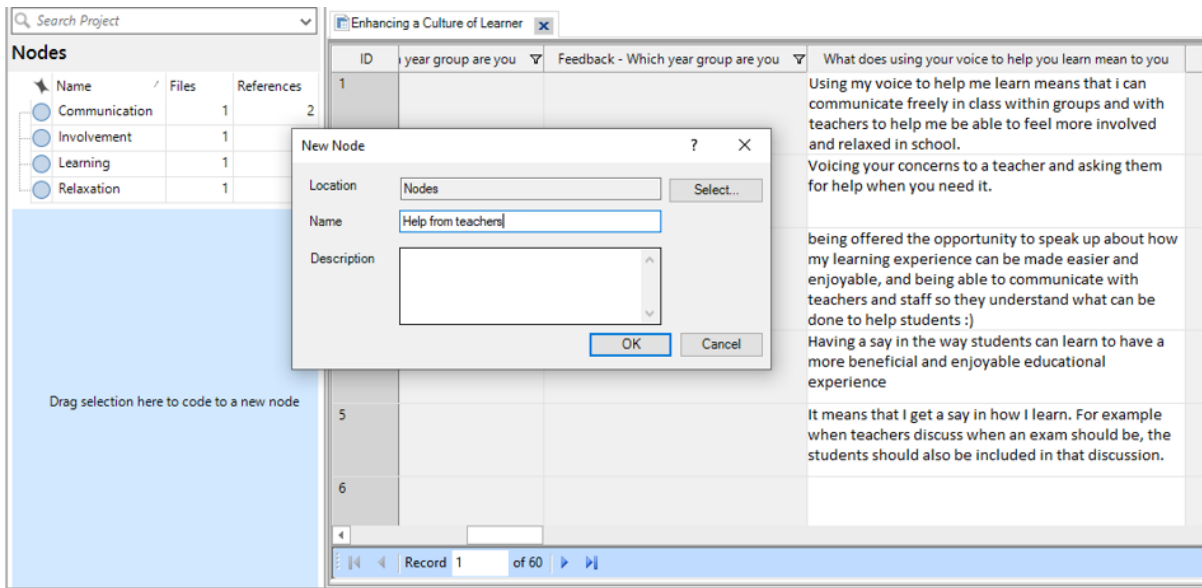 Search Project
Nodes
Name Files References
Communication 1 2
Involvement 1
Learning 1
Relaxation 1
Drag selection here to code to a new node
Enhancing a Culture of Learner
ID year group are you Feedback - Which year group are you What does using your voice to help you learn mean to you
1
Using my voice to help me learn means that i can
communicate freely in class within groups and with
teachers to help me be able to feel more involved
and relaxed in school.
Voicing your concerns to a teacher and asking them
for help when you need it.
being offered the opportunity to speak up about how
my learning experience can be made easier and
enjoyable, and being able to communicate with
teachers and staff so they understand what can be
done to help students :)
Having a say in the way students can learn to have a
more beneficial and enjoyable educational
experience
5
It means that I get a say in how I learn. For example
when teachers discuss when an exam should be, the
students should also be included in that discussion.
6
Record 1 of 60
New Node ?
Location Nodes Select...
Name Help from teachers
Description
OK Cancel